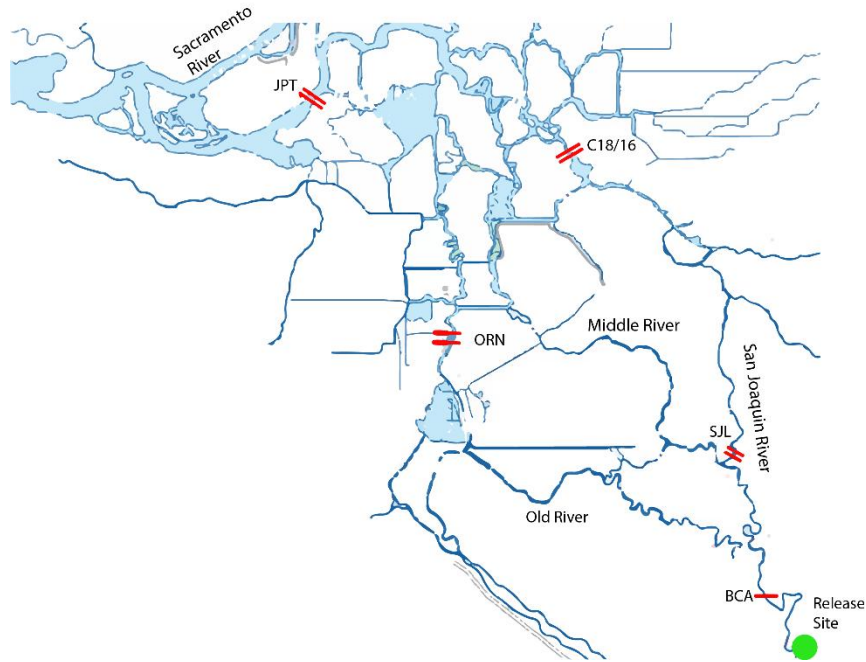 Sacramento
River
JPT
C18/16
ORN
Middle River
San Joaquin River
SJL
Old River
BCA
Release
Site